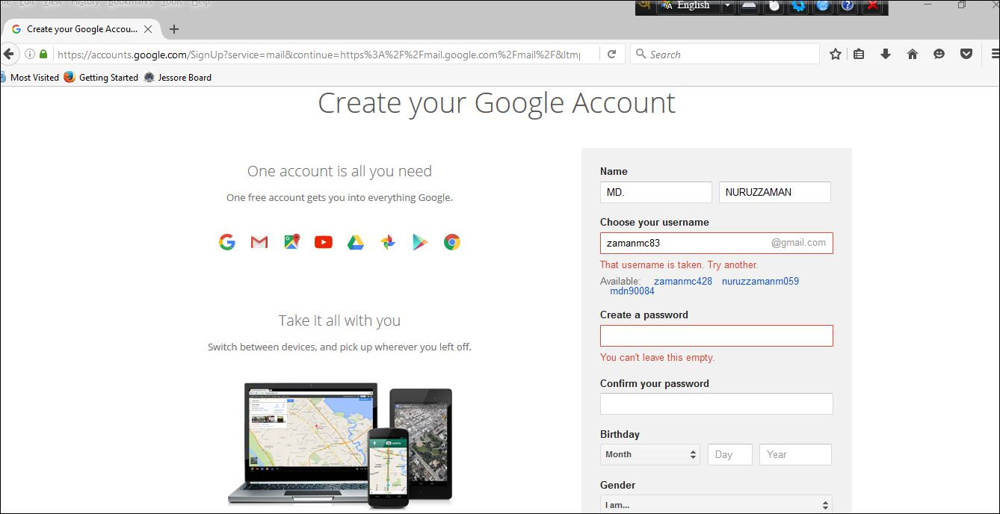 File Edit View History Bookmarks Tools Help
English
Create your Google Accou...
https://accounts.google.com/SignUp?service=mail&continue=https%3A%2F%2Fmail.google.com%2Fmail%2F&ltmp
Search
Most Visited Getting Started Jessore Board
Create your Google Account
One account is all you need
One free account gets you into everything Google.
Take it all with you
Switch between devices, and pick up wherever you left off.
Name
MD. NURUZZAMAN
Choose your username
zamanmc83 @gmail.com
That username is taken. Try another.
Available: zamanmc428 nuruzzamanm059
mdn90084
Create a password
You can't leave this empty.
Confirm your password
Birthday
Month Day Year
Gender
I am...